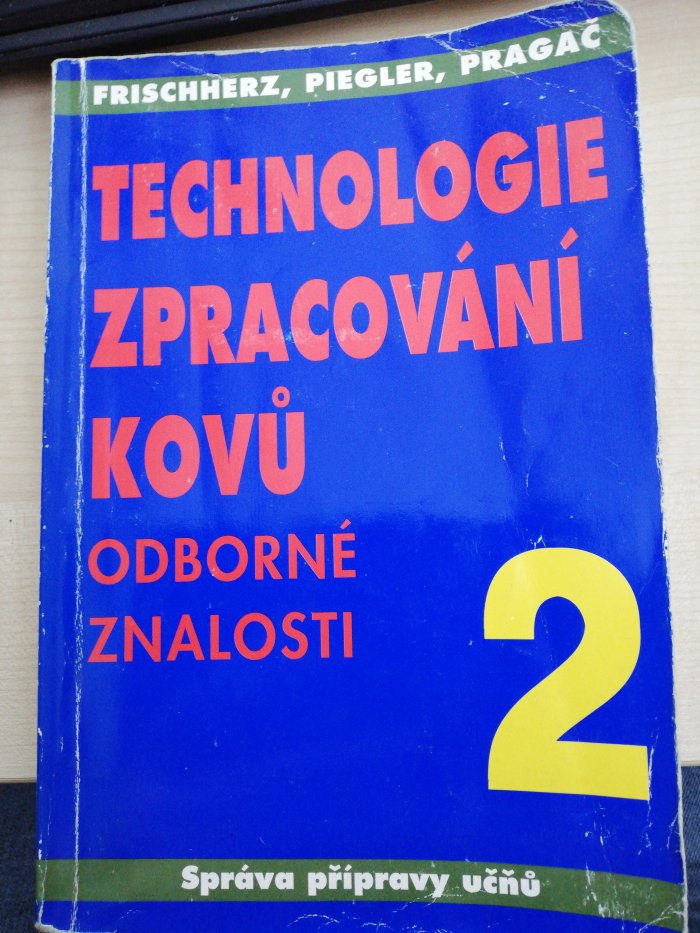 FRISCHHERZ, PIEGLER, PRAGAČ
TECHNOLOGIE
ZPRACOVÁNÍ
KOVŮ
ODBORNÉ
ZNALOSTI
2
Správa přípravy učňů